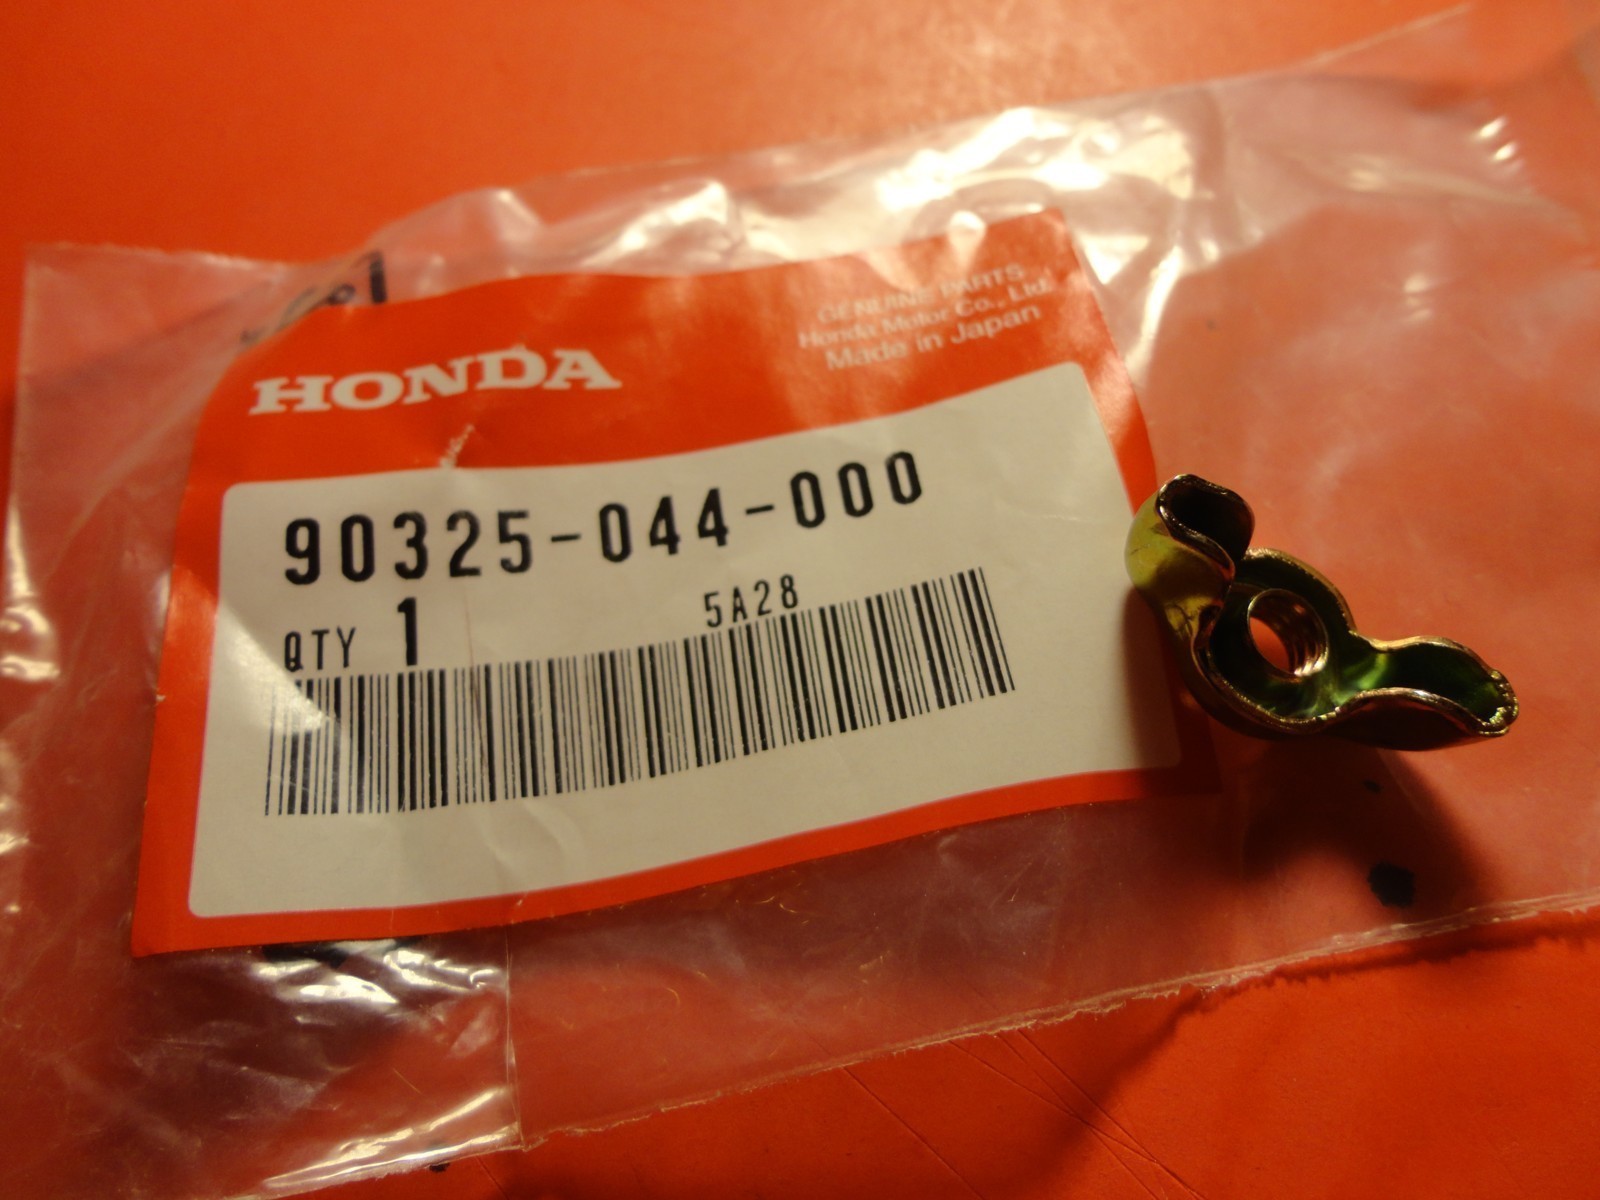 HONDA
GENUINE PARTS
Honda Motor Co., Ltd.
Made in Japan
90325-044-000
5A28
QTY 1